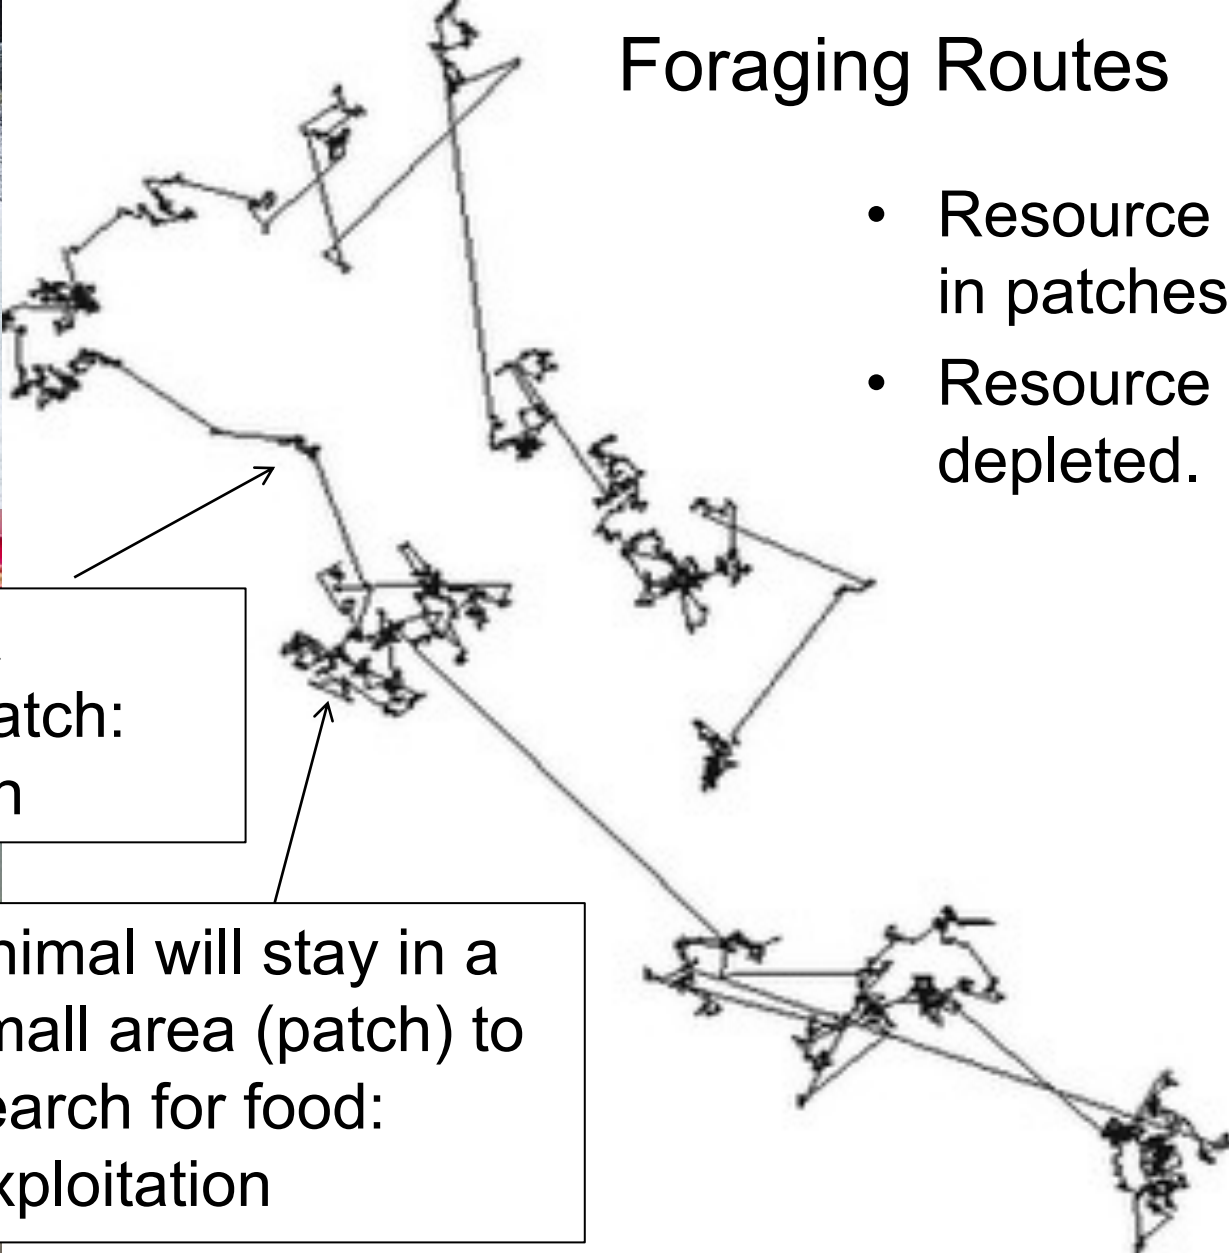 Foraging Routes
• Resource
in patches
• Resource
depleted.
atch:
n
nimal will stay in a
mall area (patch) to
earch for food:
xploitation